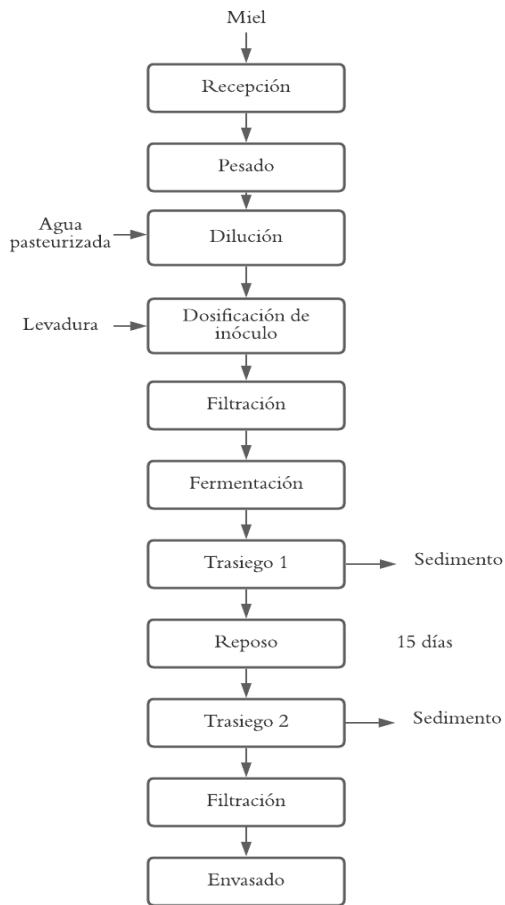 Miel
Recepción
Pesado
Agua
pasteurizada
Dilución
Levadura
Dosificación de
inóculo
Filtración
Fermentación
Trasiego 1
Sedimento
Reposo
15 días
Trasiego 2
Sedimento
Filtración
Envasado